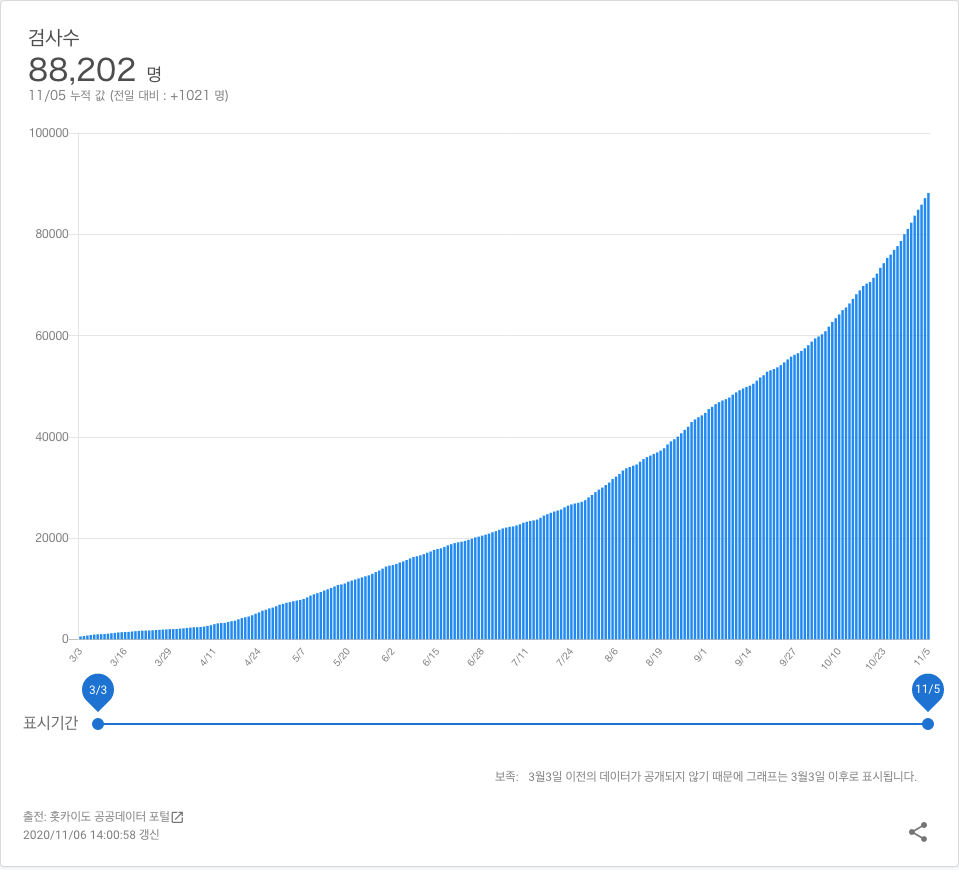 검사수
88,202 명
11/05 누적 값 (전일 대비 : +1021 명)
100000
80000
60000
40000
20000
0
3/3 3/16 3/29 4/11 4/24 5/7 5/20 6/2 6/15 6/28 7/11 7/24 8/6 8/19 9/1 9/14 9/27 10/10 10/23 11/5
3/3 11/5
표시기간
보족: 3월3일 이전의 데이터가 공개되지 않기 때문에 그래프는 3월3일 이후로 표시됩니다.
출전: 홋카이도 공공데이터 포털
2020/11/06 14:00:58 갱신